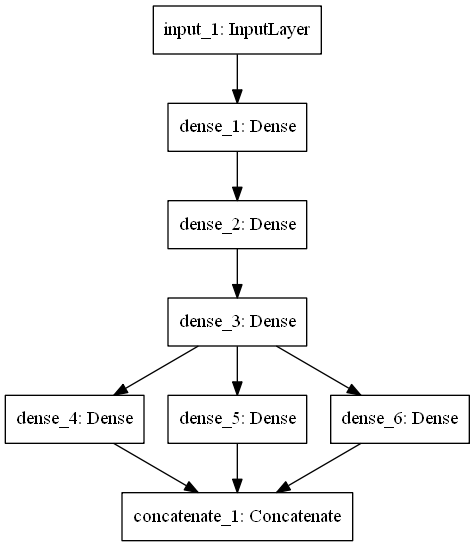 input_1: InputLayer
dense_1: Dense
dense_2: Dense
dense_3: Dense
dense_4: Dense
dense_5: Dense
dense_6: Dense
concatenate_1: Concatenate